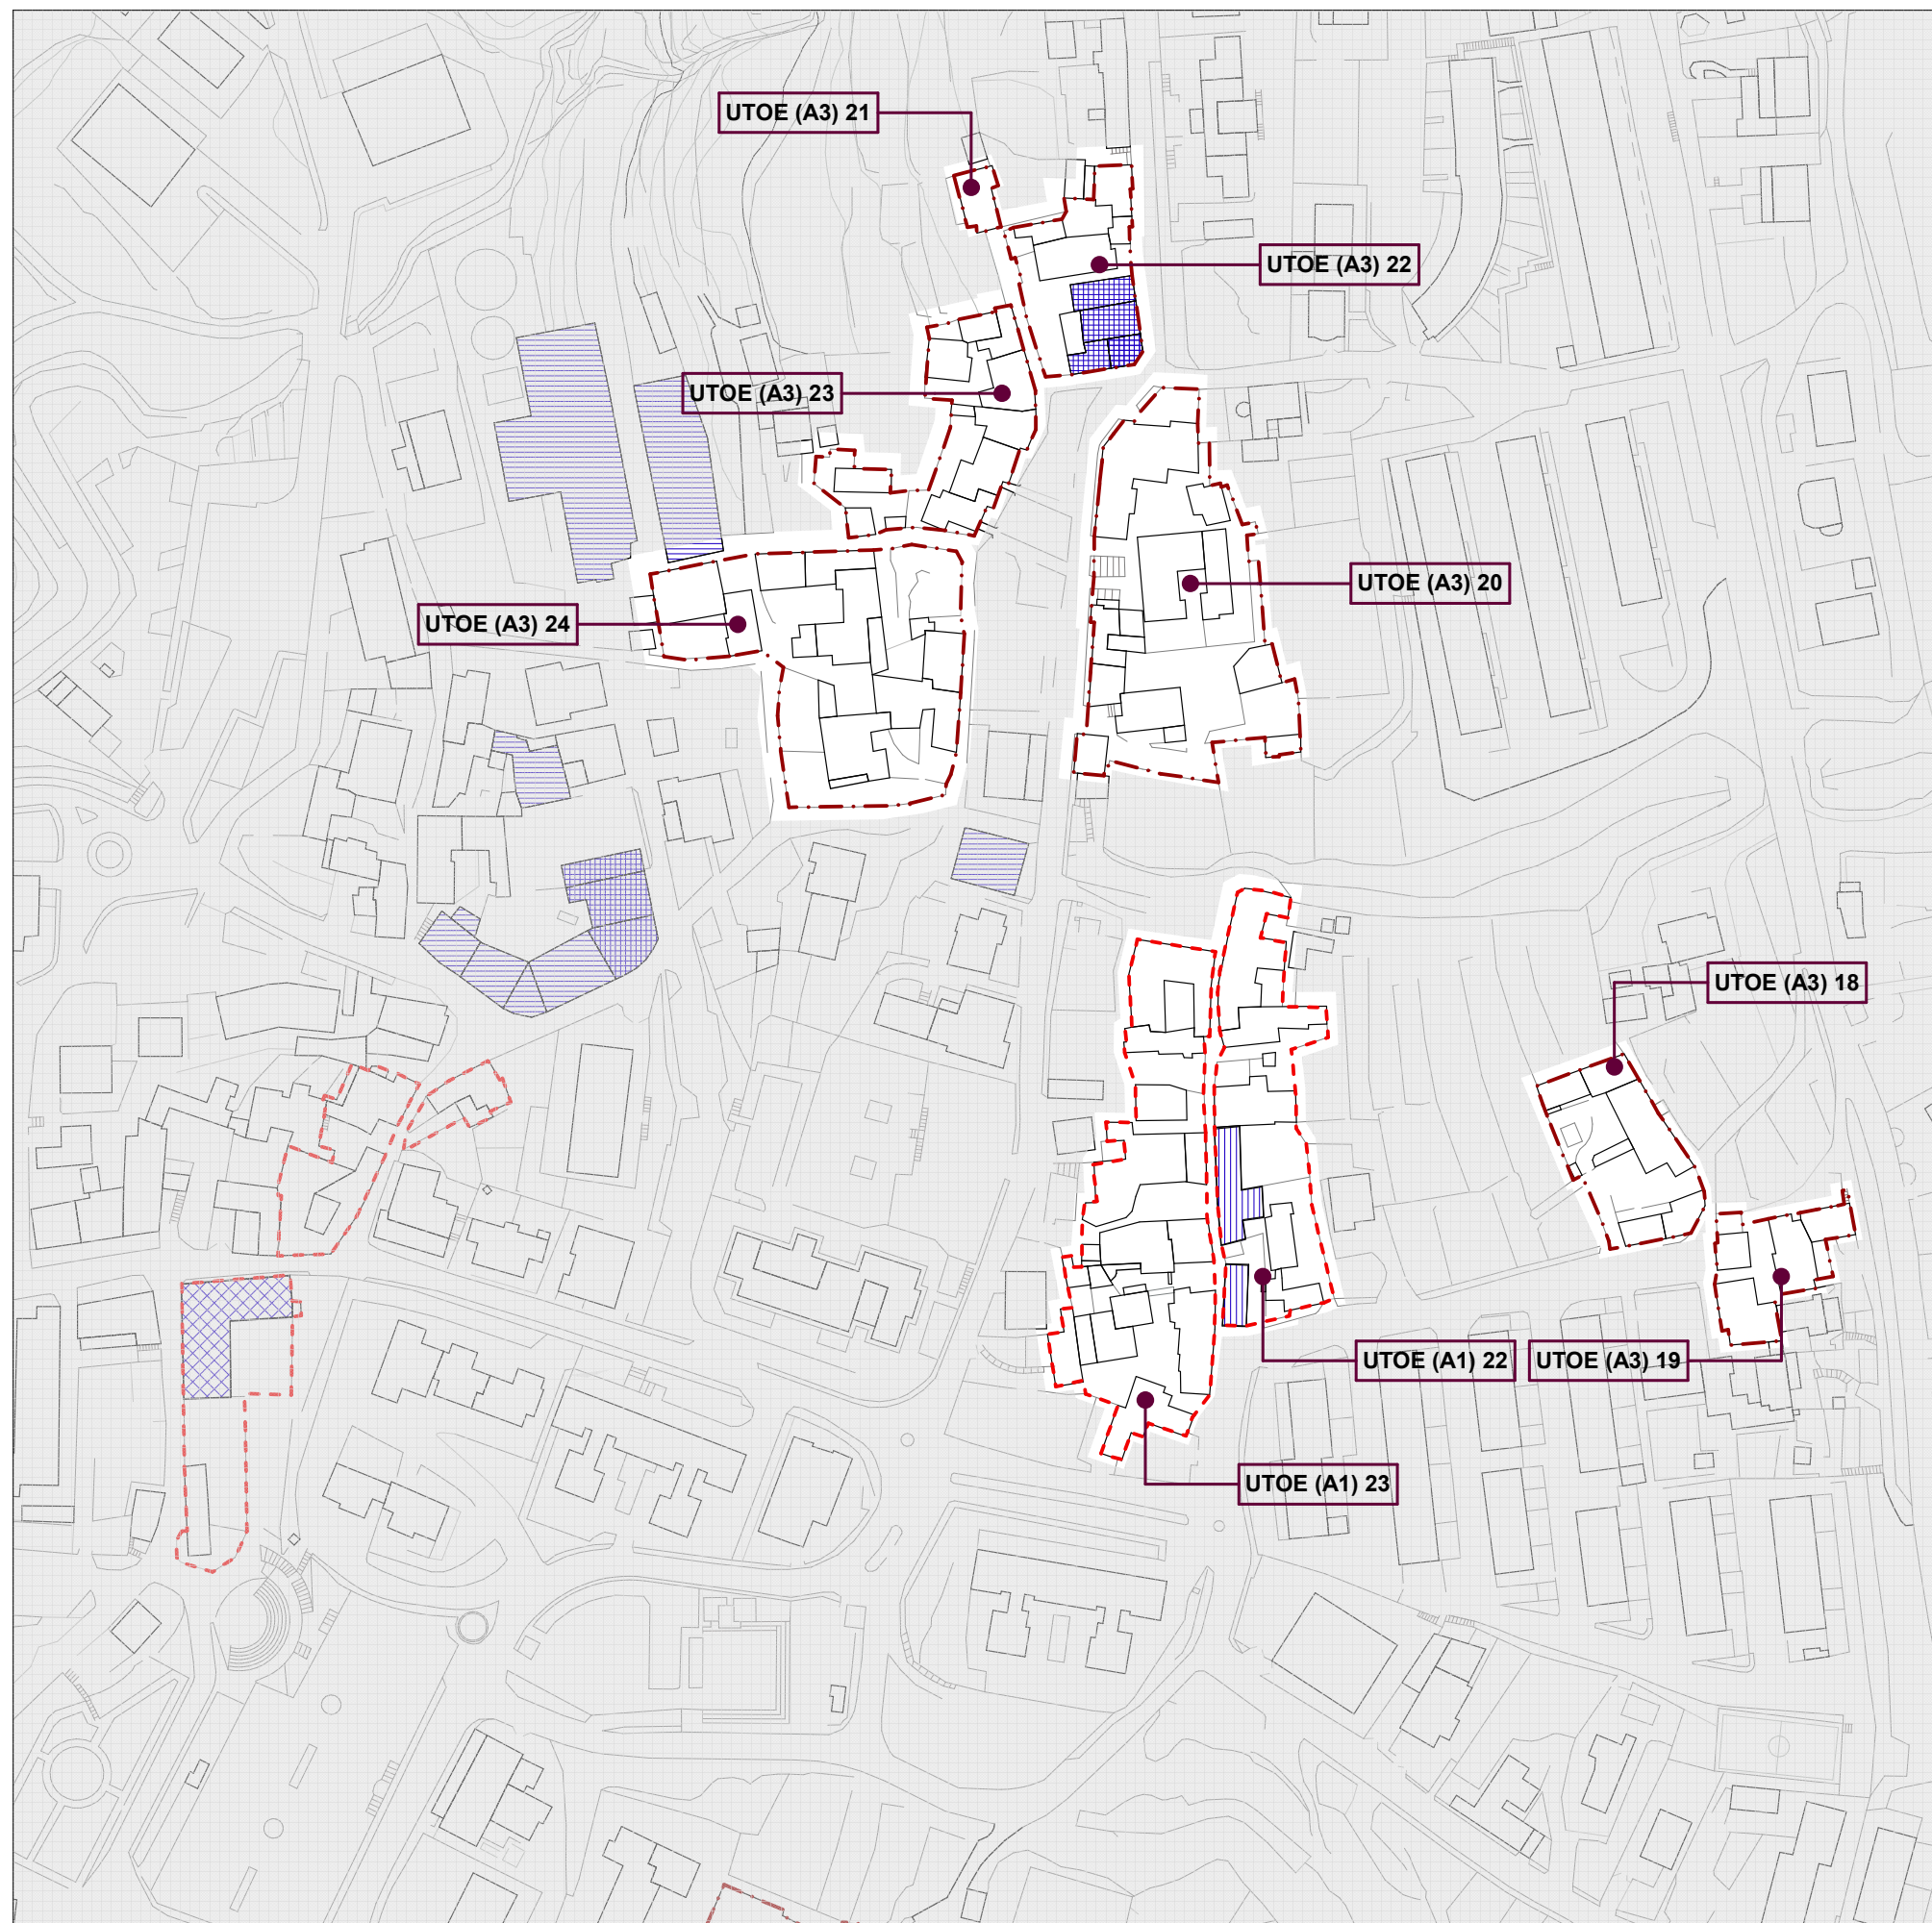 UTOE (A3) 21
UTOE (A3) 22
UTOE (A3) 23
UTOE (A3) 20
UTOE (A3) 24
UTOE (A3) 18
UTOE (A1) 22
UTOE (A3) 19
UTOE (A1) 23